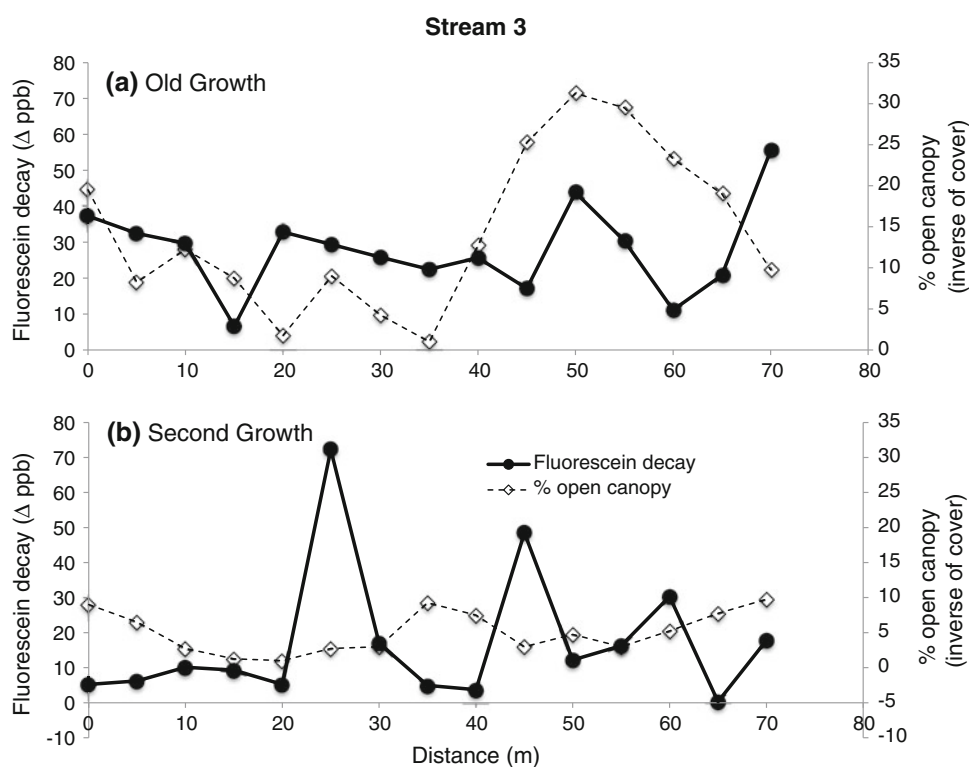 Stream 3
(a) Old Growth
Fluorescein decay (Δ ppb)
80
70
60
50
40
30
20
10
0
35
30
25
20
15
10
5
0
% open canopy
(inverse of cover)
0 10 20 30 40 50 60 70 80
(b) Second Growth
Fluorescein decay (Δ ppb)
80
70
60
50
40
30
20
10
0
-10
Fluorescein decay
% open canopy
35
30
25
20
15
10
5
0
-5
-10
% open canopy
(inverse of cover)
0 10 20 30 40 50 60 70 80
Distance (m)